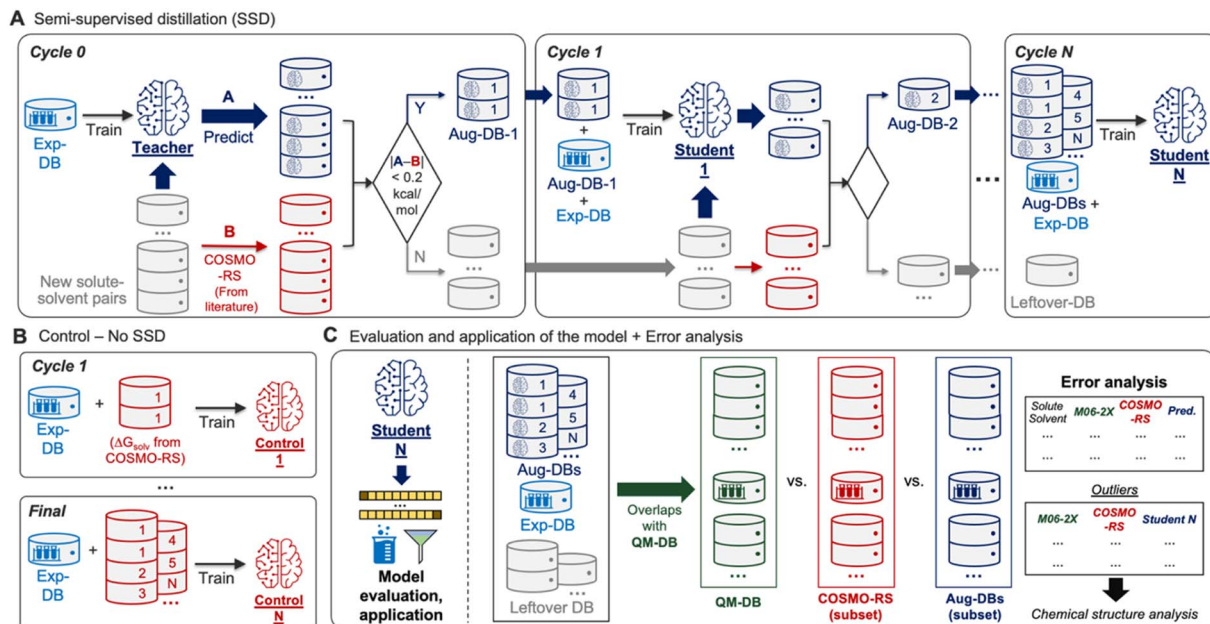 A Semi-supervised distillation (SSD)
Cycle 0
Exp-
DB
Train
Teacher
A
Predict
...
New solute-
solvent pairs
...
B
COSMO
-RS
(From
literature)
...
|A–B|
< 0.2
kcal/
mol
Y
N
1
1
Aug-DB-1
...
Cycle 1
1
1
+
Aug-DB-1
+
Exp-DB
Train
Student
1
...
...
...
2
Aug-DB-2
...
...
...
...
Cycle N
1
1
2
3
4
5
N
...
Aug-DBs +
Exp-DB
Leftover-DB
Train
Student
N
B Control – No SSD
Cycle 1
Exp-
DB
+
1
1
(ΔGsolv from
COSMO-RS)
Train
Control
1
...
Final
Exp-
DB
+
1
1
2
3
4
5
N
...
Train
Control
N
C Evaluation and application of the model + Error analysis
Student
N
...
Model
evaluation,
application
1
1
2
3
4
5
N
...
Aug-DBs
Exp-DB
...
Leftover DB
Overlaps
with
QM-DB
...
...
QM-DB
vs.
...
...
COSMO-RS
(subset)
vs.
...
...
Aug-DBs
(subset)
Error analysis
Solute
Solvent
M06-2X
COSMO
-RS
Pred.
... ... ... ...
... ... ... ...
Outliers
M06-2X
COSMO
-RS
Student N
... ... ...
... ... ...
Chemical structure analysis